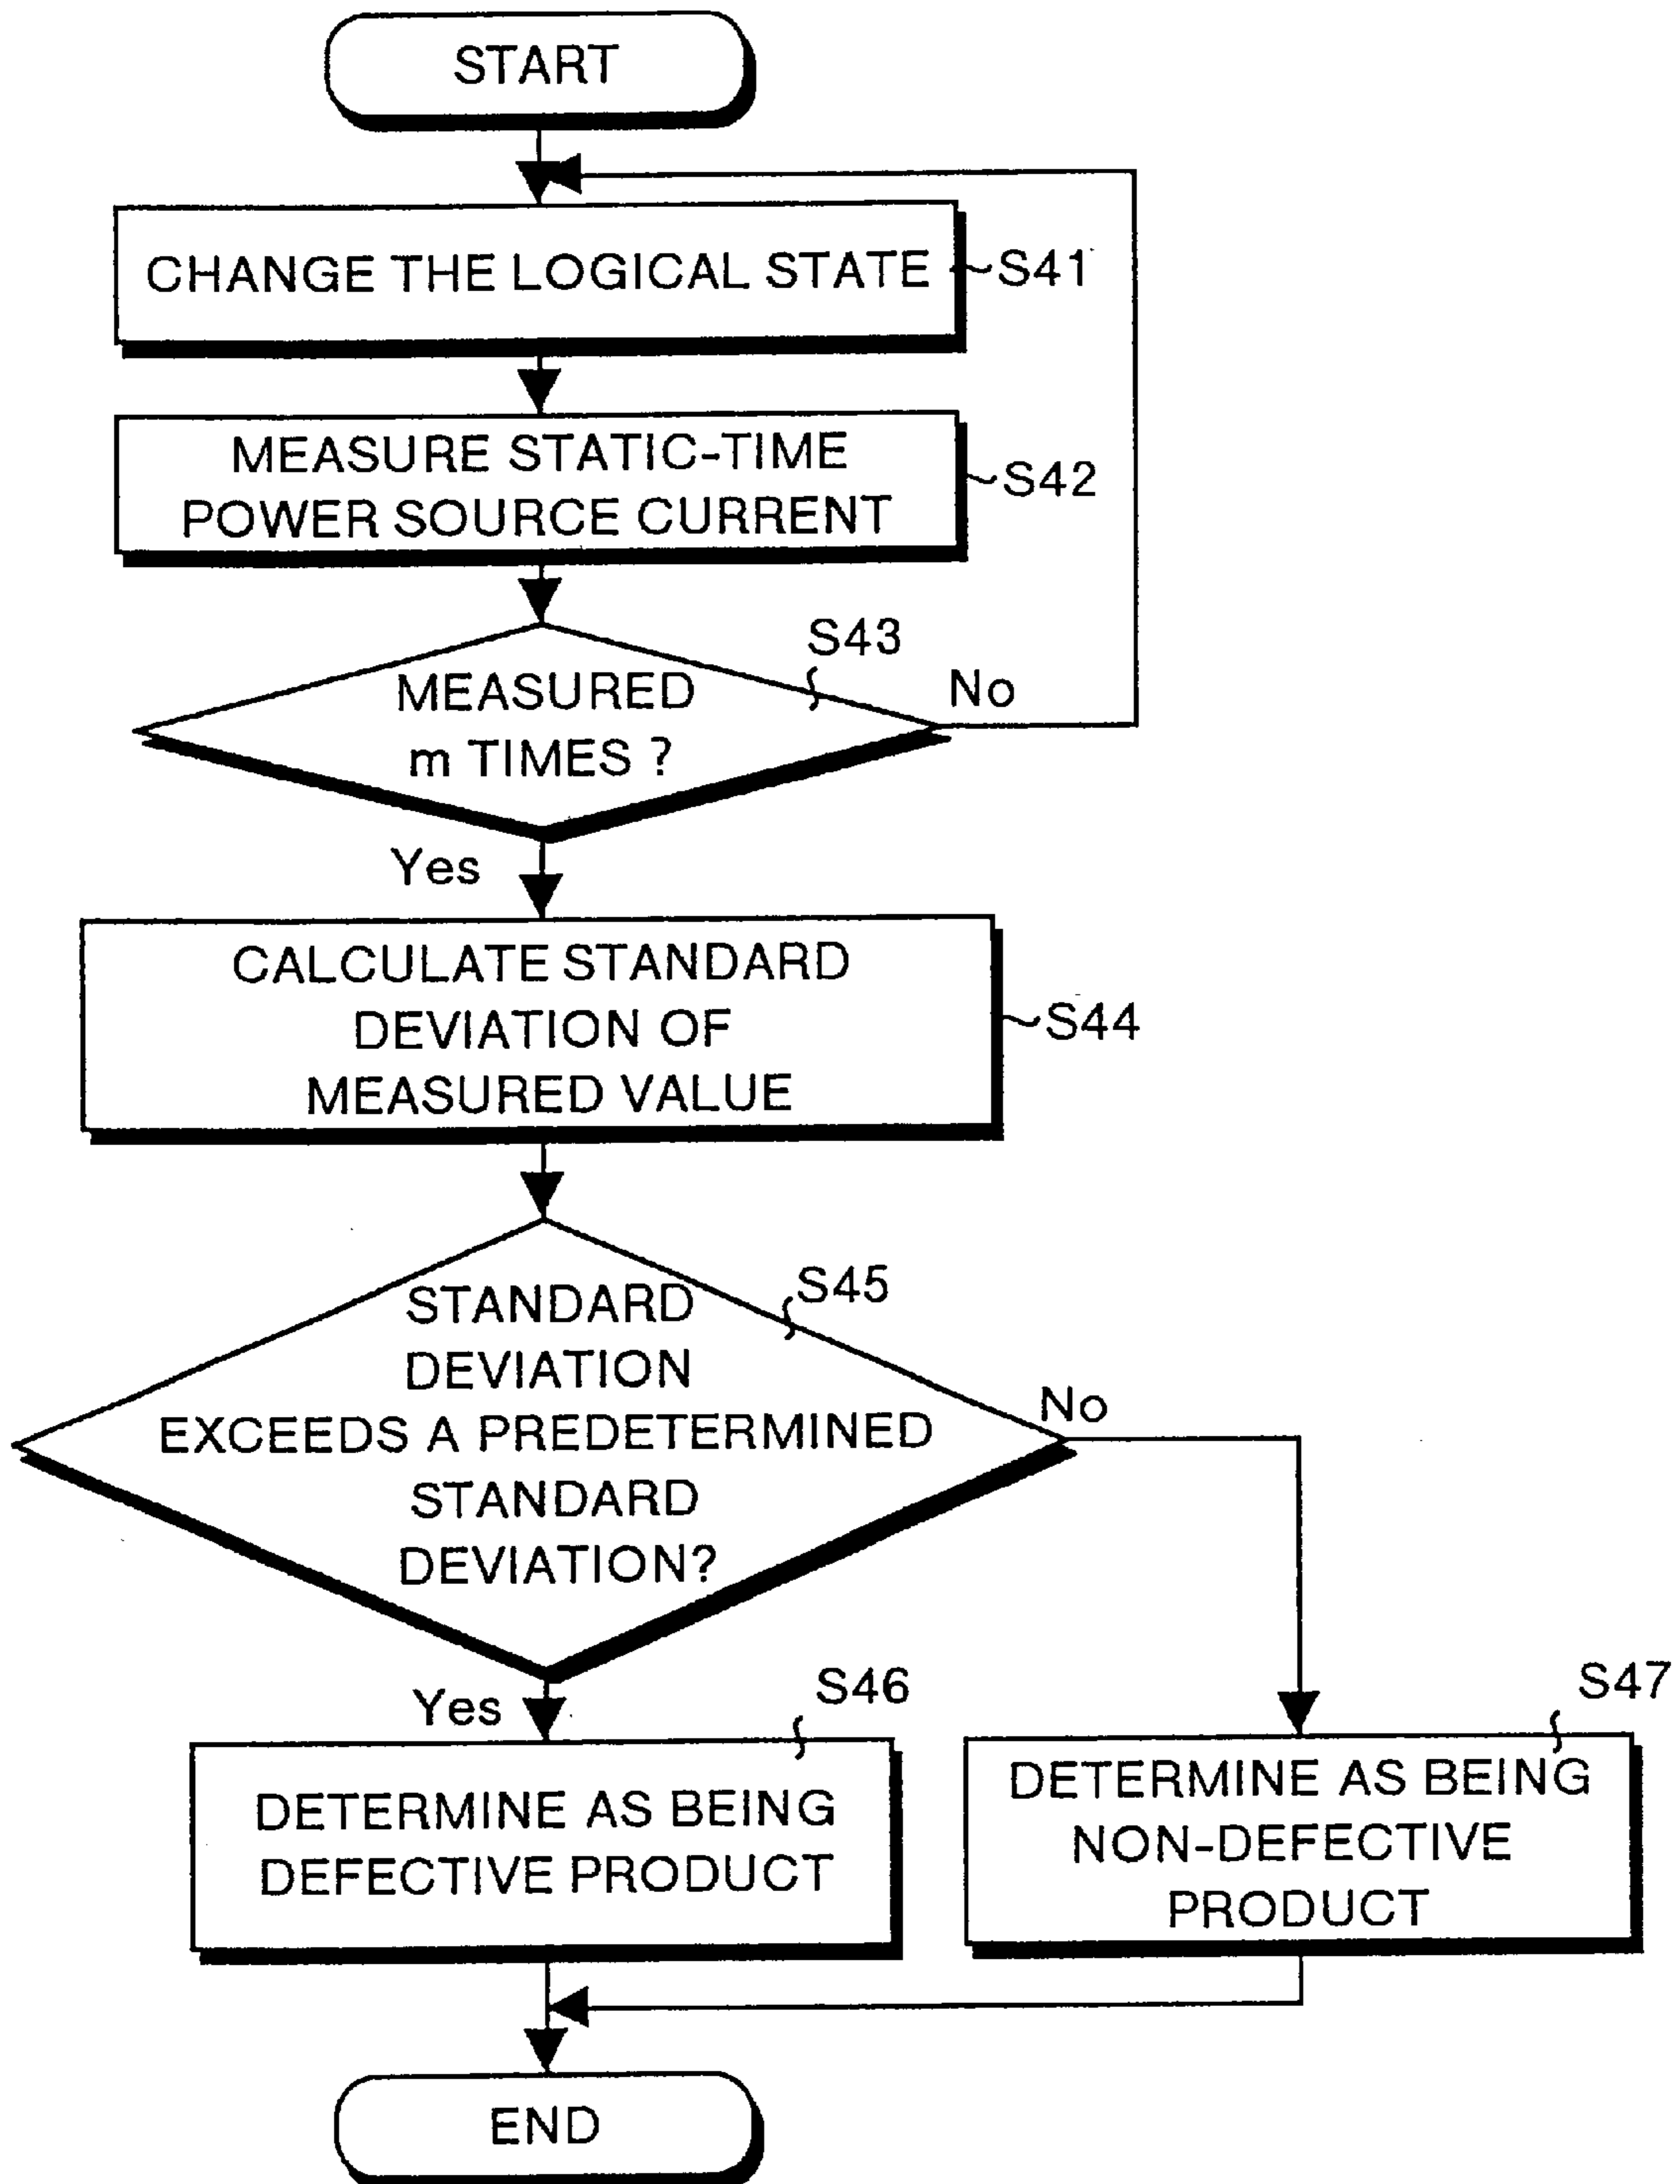 START
CHANGE THE LOGICAL STATE
S41
MEASURE STATIC-TIME
POWER SOURCE CURRENT
S42
S43
MEASURED
m TIMES ?
No
Yes
CALCULATE STANDARD
DEVIATION OF
MEASURED VALUE
S44
S45
STANDARD
DEVIATION
EXCEEDS A PREDETERMINED
STANDARD
DEVIATION?
No
Yes
S46
DETERMINE AS BEING
DEFECTIVE PRODUCT
S47
DETERMINE AS BEING
NON-DEFECTIVE
PRODUCT
END